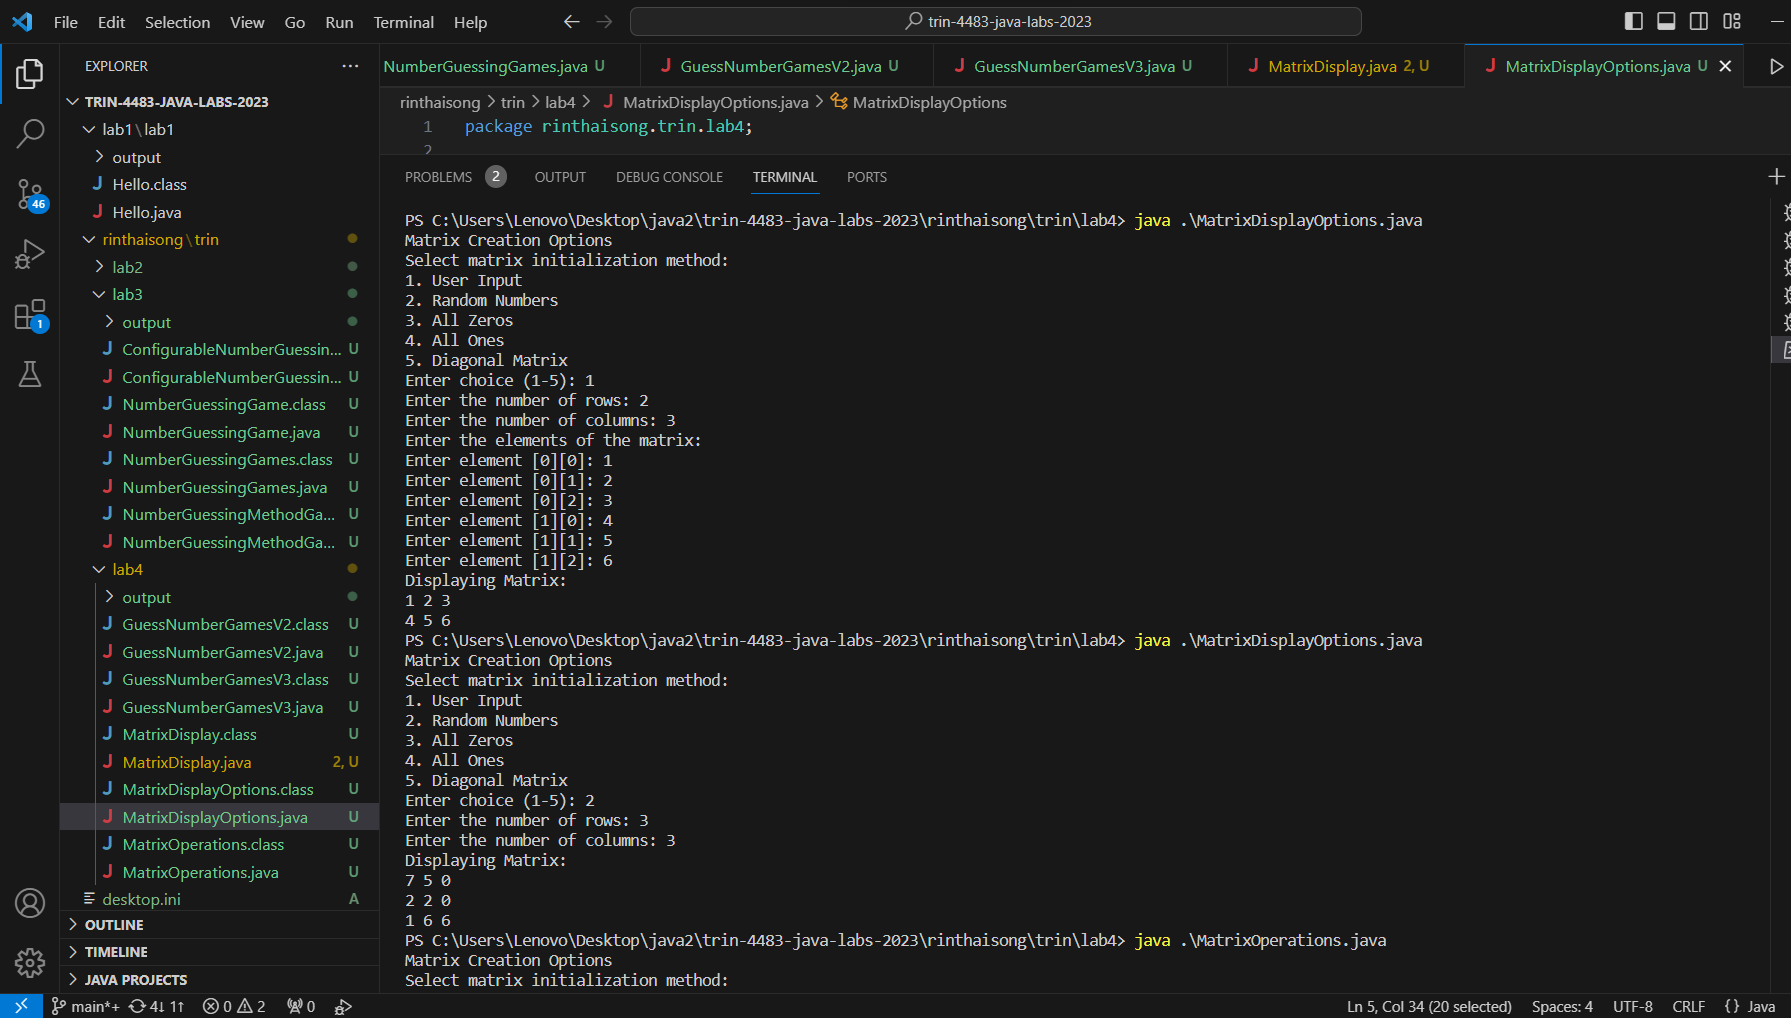 File Edit Selection View Go Run Terminal Help
trin-4483-java-labs-2023
EXPLORER
TRIN-4483-JAVA-LABS-2023
lab1\lab1
output
Hello.class
Hello.java
rinthaisong\trin
lab2
lab3
output
ConfigurableNumberGuessin... U
ConfigurableNumberGuessin... U
NumberGuessingGame.class U
NumberGuessingGame.java U
NumberGuessingGames.class U
NumberGuessingGames.java U
NumberGuessingMethodGa... U
NumberGuessingMethodGa... U
lab4
output
GuessNumberGamesV2.class U
GuessNumberGamesV2.java U
GuessNumberGamesV3.class U
GuessNumberGamesV3.java U
MatrixDisplay.class U
MatrixDisplay.java 2, U
MatrixDisplayOptions.class U
MatrixDisplayOptions.java U
MatrixOperations.class U
MatrixOperations.java U
desktop.ini A
OUTLINE
TIMELINE
JAVA PROJECTS
46
1
NumberGuessingGames.java U
GuessNumberGamesV2.java U
GuessNumberGamesV3.java U
MatrixDisplay.java 2, U
MatrixDisplayOptions.java U
rinthaisong > trin > lab4 > MatrixDisplayOptions.java > MatrixDisplayOptions
1 package rinthaisong.trin.lab4;
2
PROBLEMS 2 OUTPUT DEBUG CONSOLE TERMINAL PORTS
PS C:\Users\Lenovo\Desktop\java2\trin-4483-java-labs-2023\rinthaisong\trin\lab4> java .\MatrixDisplayOptions.java
Matrix Creation Options
Select matrix initialization method:
1. User Input
2. Random Numbers
3. All Zeros
4. All Ones
5. Diagonal Matrix
Enter choice (1-5): 1
Enter the number of rows: 2
Enter the number of columns: 3
Enter the elements of the matrix:
Enter element [0][0]: 1
Enter element [0][1]: 2
Enter element [0][2]: 3
Enter element [1][0]: 4
Enter element [1][1]: 5
Enter element [1][2]: 6
Displaying Matrix:
1 2 3
4 5 6
PS C:\Users\Lenovo\Desktop\java2\trin-4483-java-labs-2023\rinthaisong\trin\lab4> java .\MatrixDisplayOptions.java
Matrix Creation Options
Select matrix initialization method:
1. User Input
2. Random Numbers
3. All Zeros
4. All Ones
5. Diagonal Matrix
Enter choice (1-5): 2
Enter the number of rows: 3
Enter the number of columns: 3
Displaying Matrix:
7 5 0
2 2 0
1 6 6
PS C:\Users\Lenovo\Desktop\java2\trin-4483-java-labs-2023\rinthaisong\trin\lab4> java .\MatrixOperations.java
Matrix Creation Options
Select matrix initialization method:
main*+ 4↓ 1↑ 0 2 0 Ln 5, Col 34 (20 selected) Spaces: 4 UTF-8 CRLF {} Java